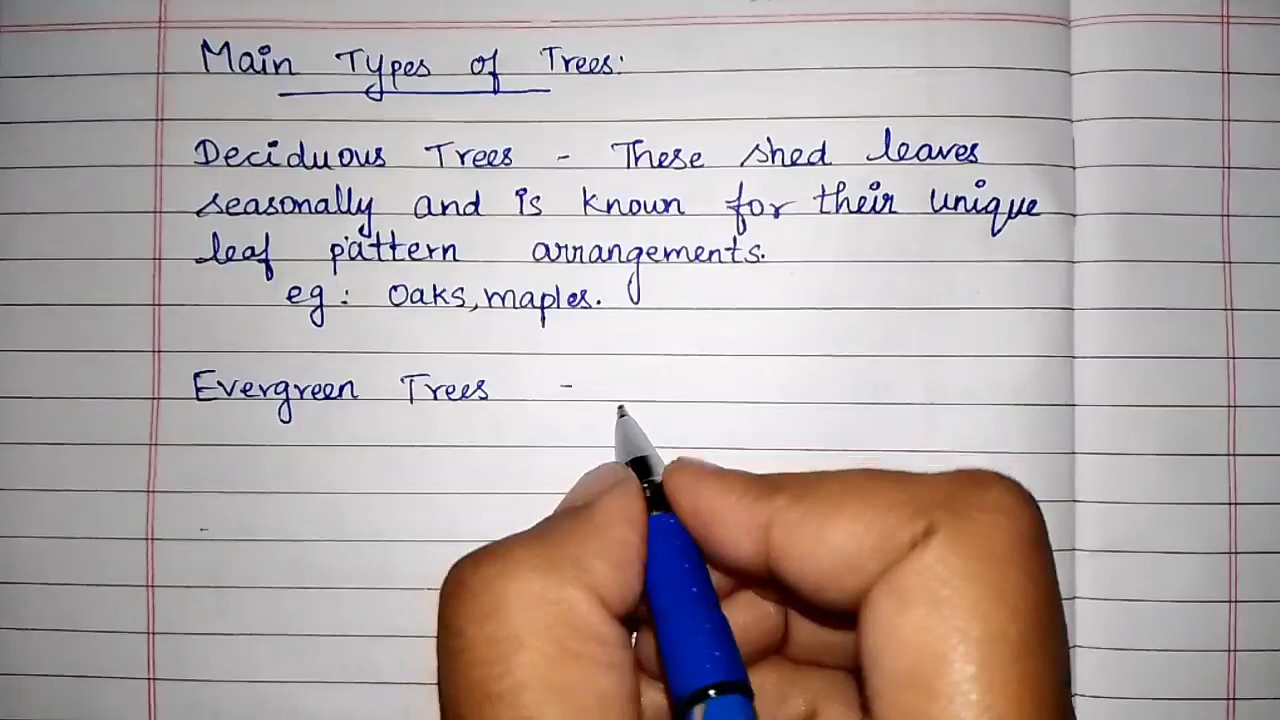 Main Types of Trees:
Deciduous Trees - These shed leaves
seasonally and is known for their unique
leaf pattern arrangements.
eg: Oaks, maples.
Evergreen Trees -